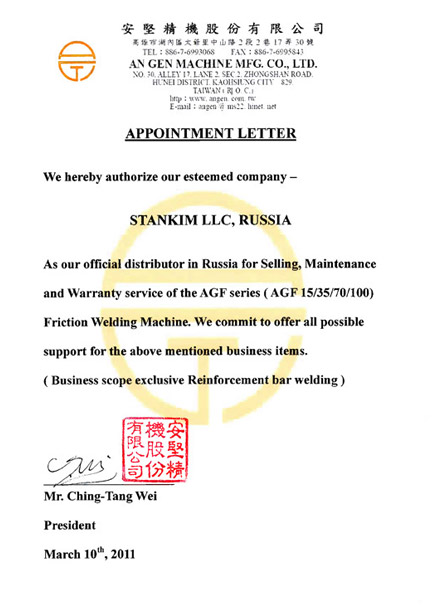 安堅精機股份有限公司
高雄市湖內區太爺里中山路2段2巷17弄30號
TEL: 886-7-6993068 FAX: 886-7-6995843
AN GEN MACHINE MFG. CO., LTD.
NO. 30, ALLEY 17, LANE 2, SEC 2, ZHONGSHAN ROAD,
HUNEI DISTRICT, KAOHSIUNG CITY 829
TAIWAN ( R. O. C. )
http : www. angen. com. tw
E-mail : angen @ ms22. hinet. net
APPOINTMENT LETTER
We hereby authorize our esteemed company –
STANKIM LLC, RUSSIA
As our official distributor in Russia for Selling, Maintenance
and Warranty service of the AGF series ( AGF 15/35/70/100)
Friction Welding Machine. We commit to offer all possible
support for the above mentioned business items.
( Business scope exclusive Reinforcement bar welding )
安堅精
機股份
有限公司
Mr. Ching-Tang Wei
President
March 10th, 2011